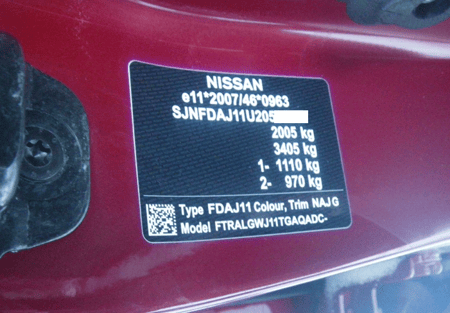 NISSAN
e11*2007/46*0963
SJNFDAJ11U205
2005 kg
3405 kg
1- 1110 kg
2- 970 kg
Type FDAJ11 Colour, Trim NAJ G
Model FTRALGWJ11TGAQADC-